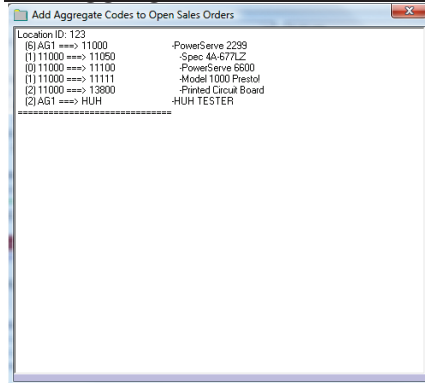 Add Aggregate Codes to Open Sales Orders
Location ID: 123
(6) AG1 ===> 11000 -PowerServe 2299
(1) 11000 ===> 11050 -Spec 4A-677LZ
(0) 11000 ===> 11100 -PowerServe 6600
(1) 11000 ===> 11111 -Model 1000 Presto!
(2) 11000 ===> 13800 -Printed Circuit Board
(2) AG1 ===> HUH -HUH TESTER
==============================